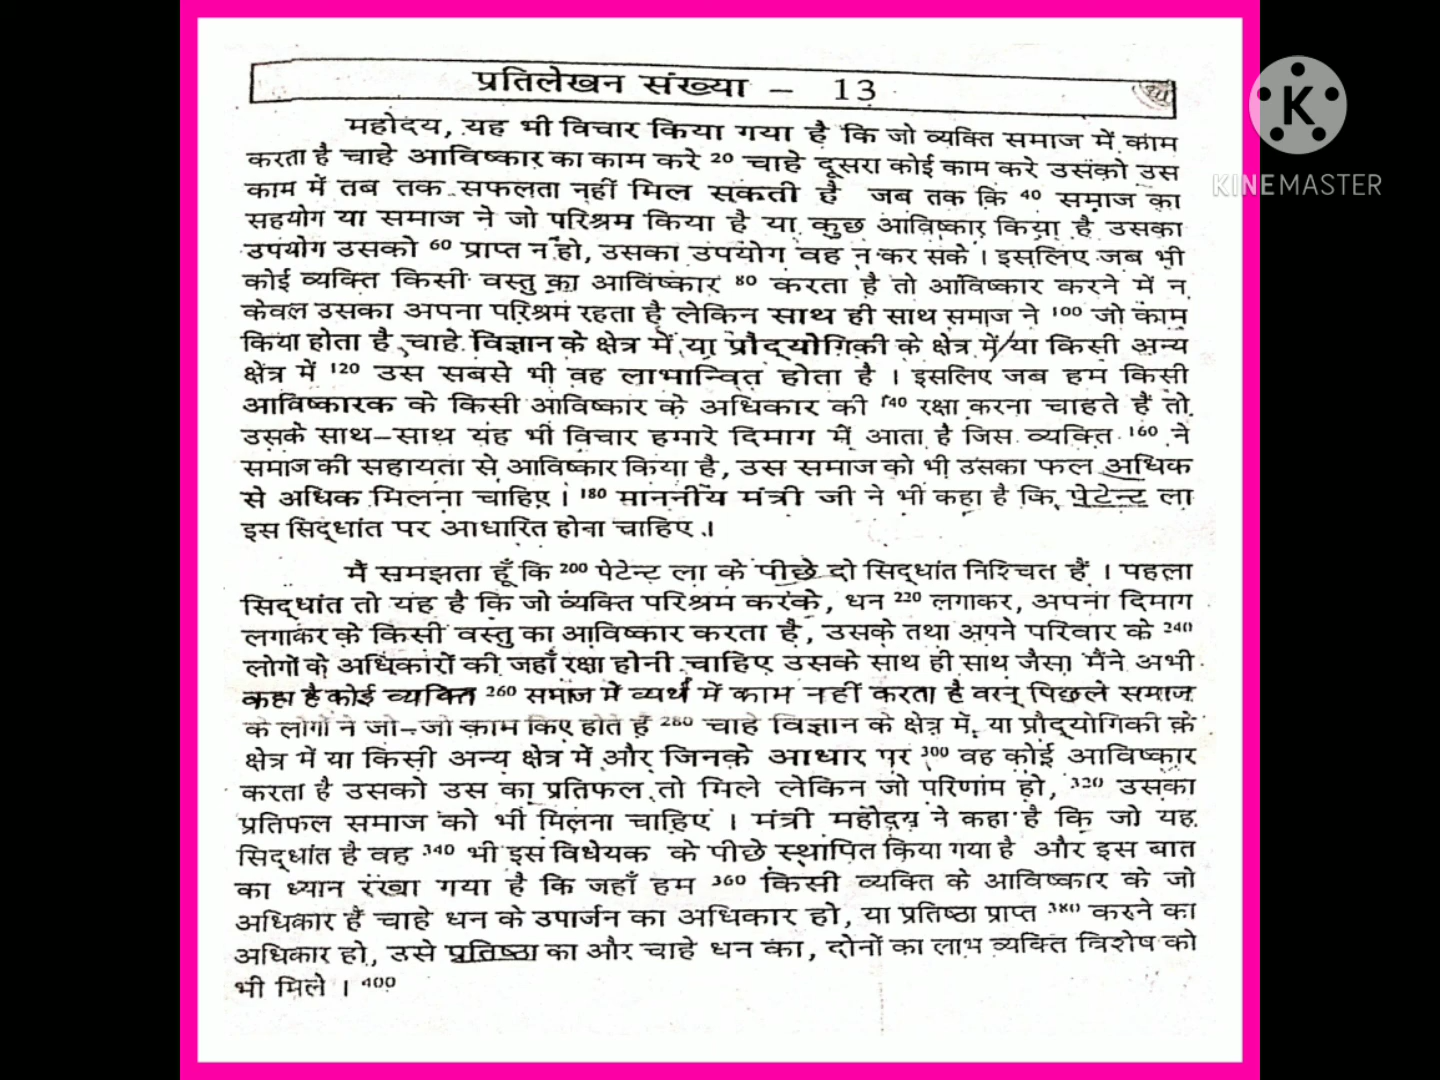 प्रतिलेखन संख्या – 13
महोदय, यह भी विचार किया गया है कि जो व्यक्ति समाज में काम
करता है चाहे आविष्कार का काम करे 20 चाहे दूसरा कोई काम करे उसको उस
काम में तब तक सफलता नहीं मिल सकती है जब तक कि 40 समाज का
सहयोग या समाज ने जो परिश्रम किया है या कुछ आविष्कार किया है उसका
उपयोग उसको 60 प्राप्त न हो, उसका उपयोग वह न कर सके । इसलिए जब भी
कोई व्यक्ति किसी वस्तु का आविष्कार 80 करता है तो आविष्कार करने में न
केवल उसका अपना परिश्रम रहता है लेकिन साथ ही साथ समाज ने 100 जो काम
किया होता है चाहे विज्ञान के क्षेत्र में या प्रौद्योगिकी के क्षेत्र में या किसी अन्य
क्षेत्र में 120 उस सबसे भी वह लाभान्वित होता है । इसलिए जब हम किसी
आविष्कारक के किसी आविष्कार के अधिकार की 140 रक्षा करना चाहते हैं तो
उसके साथ–साथ यह भी विचार हमारे दिमाग में आता है जिस व्यक्ति 160 ने
समाज की सहायता से आविष्कार किया है, उस समाज को भी उसका फल अधिक
से अधिक मिलना चाहिए । 180 माननीय मंत्री जी ने भी कहा है कि पेटेन्ट ला
इस सिद्धांत पर आधारित होना चाहिए ।
मैं समझता हूँ कि 200 पेटेन्ट ला के पीछे दो सिद्धांत निश्चित हैं । पहला
सिद्धांत तो यह है कि जो व्यक्ति परिश्रम करके, धन 220 लगाकर, अपना दिमाग
लगाकर के किसी वस्तु का आविष्कार करता है, उसके तथा अपने परिवार के 240
लोगों के अधिकारों की जहाँ रक्षा होनी चाहिए उसके साथ ही साथ जैसा मैंने अभी
कहा है कोई व्यक्ति 260 समाज में व्यर्थ में काम नहीं करता है वरन् पिछले समाज
के लोगों ने जो–जो काम किए होते हैं 280 चाहे विज्ञान के क्षेत्र में, या प्रौद्योगिकी के
क्षेत्र में या किसी अन्य क्षेत्र में और जिनके आधार पर 300 वह कोई आविष्कार
करता है उसको उस का प्रतिफल तो मिले लेकिन जो परिणाम हो, 320 उसका
प्रतिफल समाज को भी मिलना चाहिए । मंत्री महोदय ने कहा है कि जो यह
सिद्धांत है वह 340 भी इस विधेयक के पीछे स्थापित किया गया है और इस बात
का ध्यान रखा गया है कि जहाँ हम 360 किसी व्यक्ति के आविष्कार के जो
अधिकार हैं चाहे धन के उपार्जन का अधिकार हो, या प्रतिष्ठा प्राप्त 380 करने का
अधिकार हो, उसे प्रतिष्ठा का और चाहे धन का, दोनों का लाभ व्यक्ति विशेष को
भी मिले । 400
K
KINEMASTER